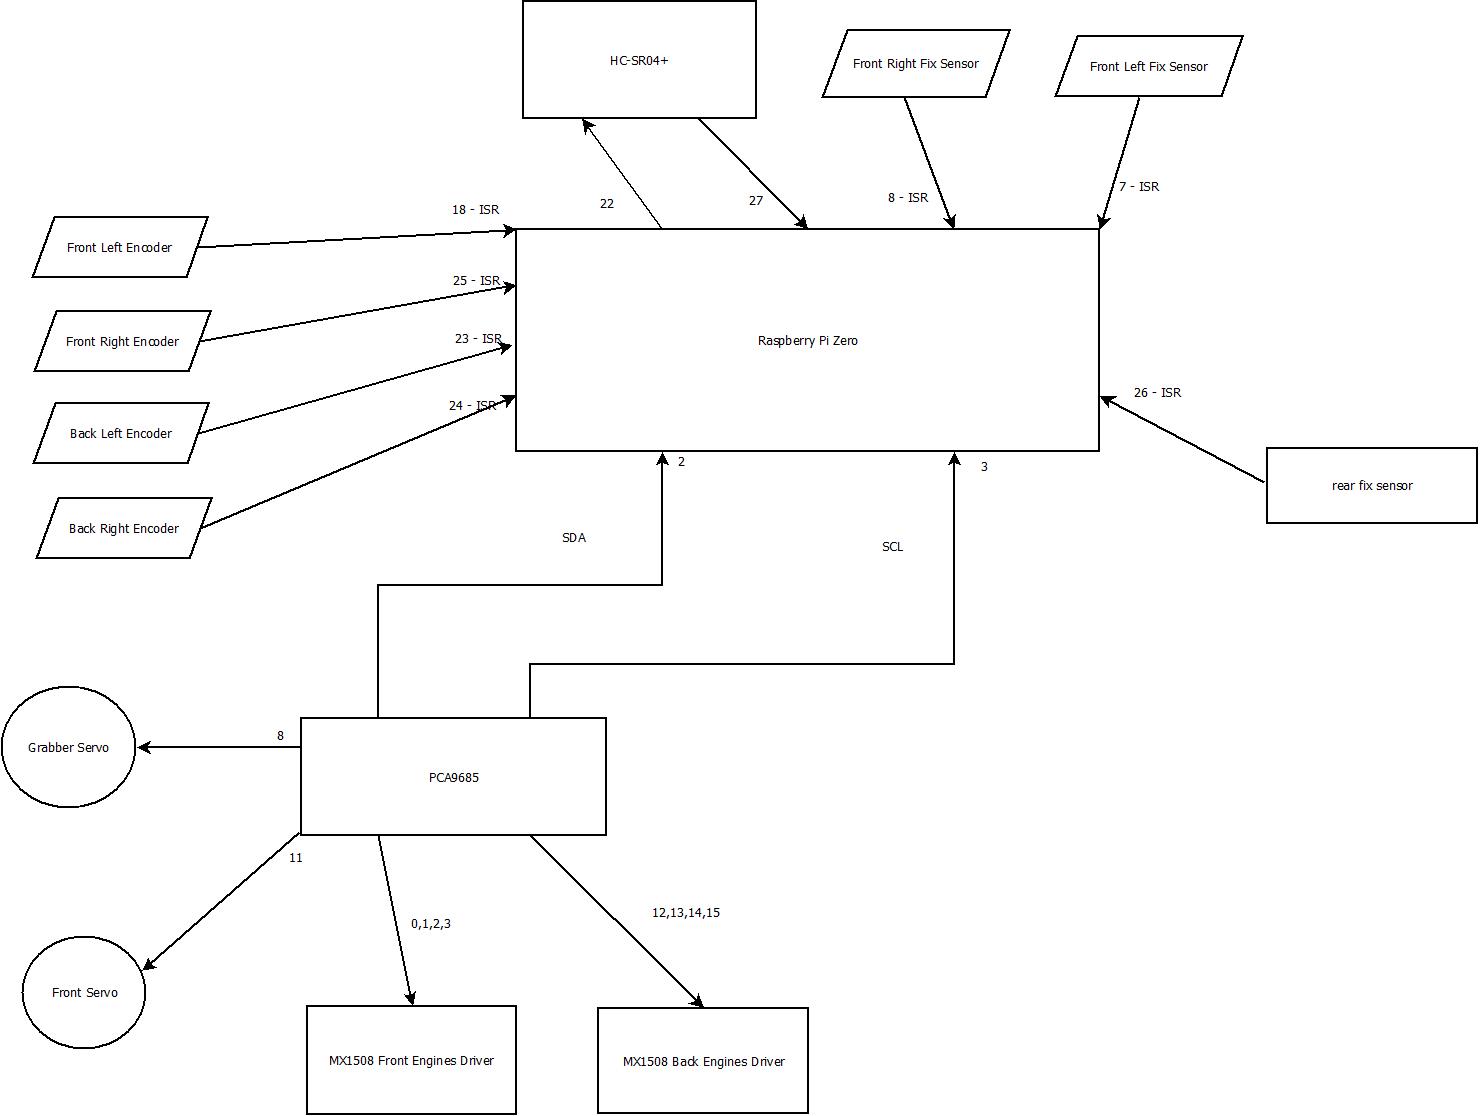 HC-SR04+
Front Right Fix Sensor
Front Left Fix Sensor
22
27
8 - ISR
7 - ISR
18 - ISR
Front Left Encoder
25 - ISR
Front Right Encoder
23 - ISR
Raspberry Pi Zero
24 - ISR
26 - ISR
Back Left Encoder
2
3
rear fix sensor
Back Right Encoder
SDA
SCL
8
Grabber Servo
PCA9685
11
0,1,2,3
12,13,14,15
Front Servo
MX1508 Front Engines Driver
MX1508 Back Engines Driver